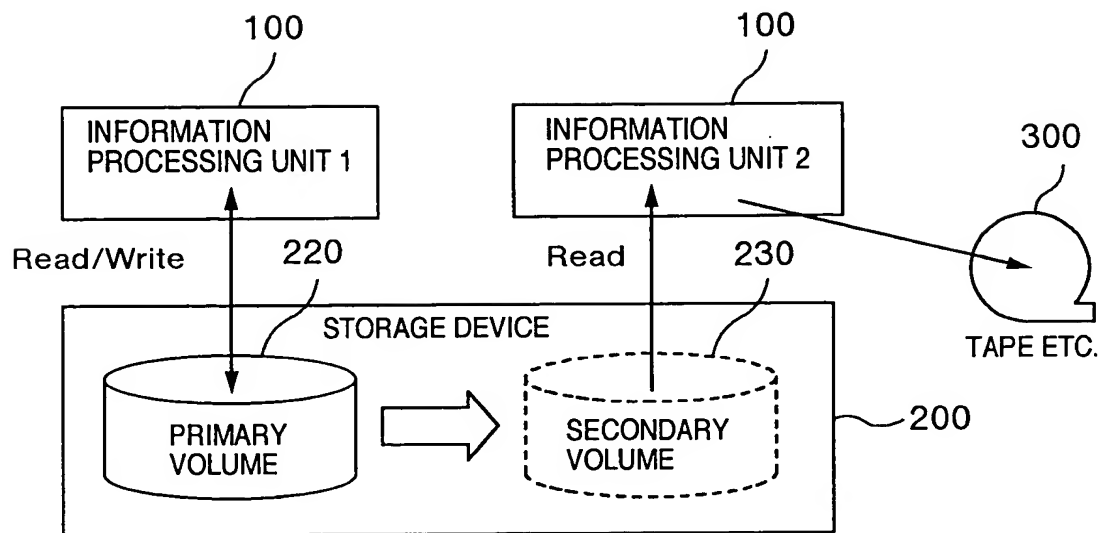 100
100
INFORMATION
PROCESSING UNIT 1
INFORMATION
PROCESSING UNIT 2
300
Read/Write
220
Read
230
STORAGE DEVICE
TAPE ETC.
PRIMARY
VOLUME
SECONDARY
VOLUME
200